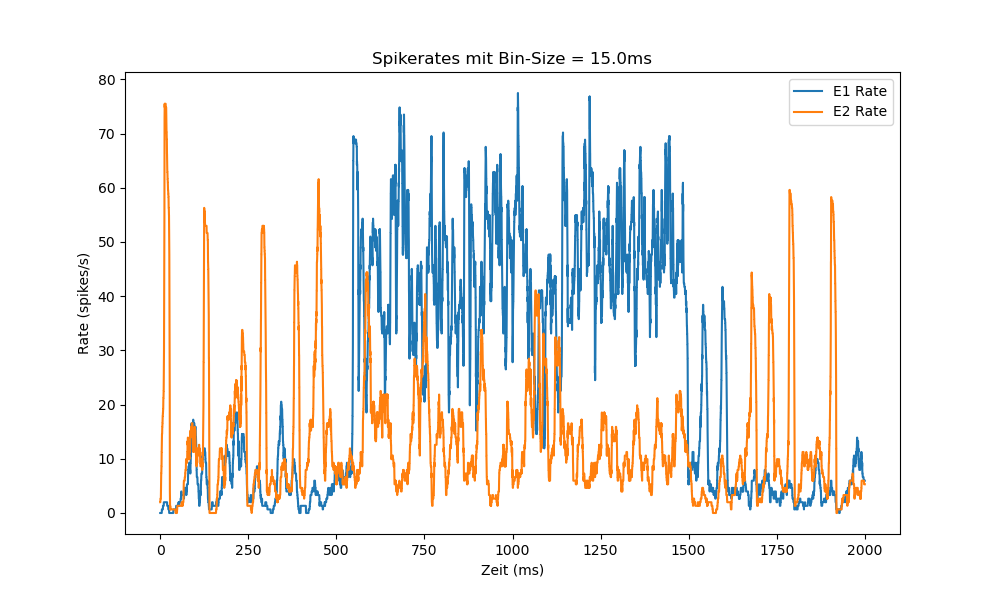 Spikerates mit Bin-Size = 15.0ms
E1 Rate
E2 Rate
Rate (spikes/s)
80
70
60
50
40
30
20
10
0
0 250 500 750 1000 1250 1500 1750 2000
Zeit (ms)